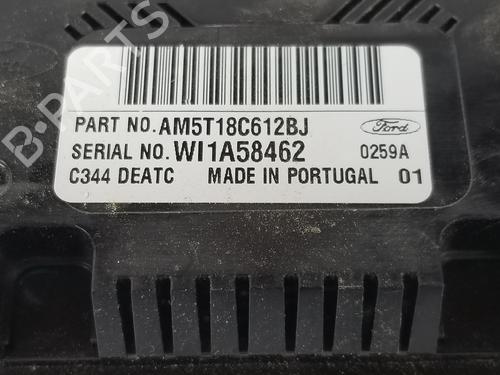 B-PARTS
PART NO. AM5T18C612BJ
Ford
SERIAL NO. WI1A58462 0259A
C344 DEATC MADE IN PORTUGAL 01